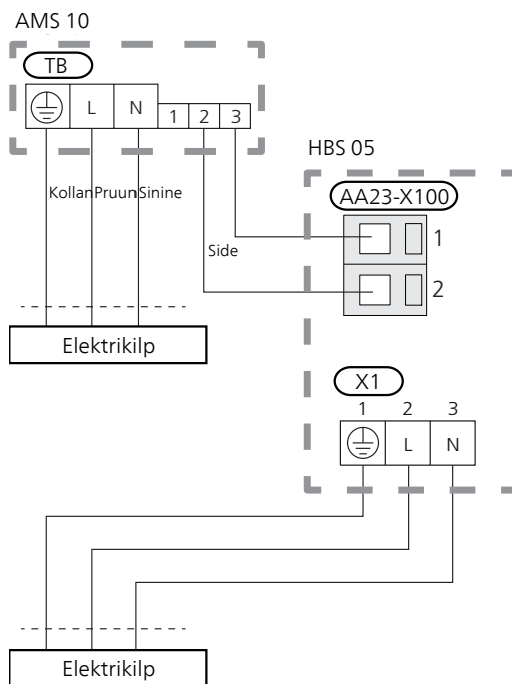 AMS 10
TB
L N 1 2 3
Kollan Pruun Sinine
Side
Elektrikilp
HBS 05
AA23-X100
1
2
X1
1 2 3
L N
Elektrikilp